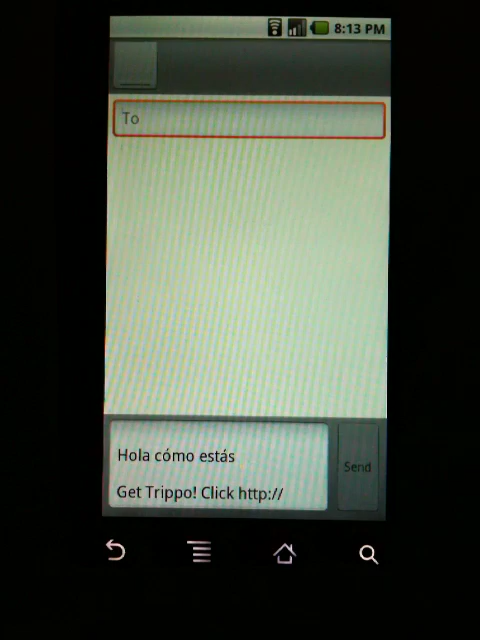 8:13 PM
To
Hola cómo estás
Send
Get Trippo! Click http://